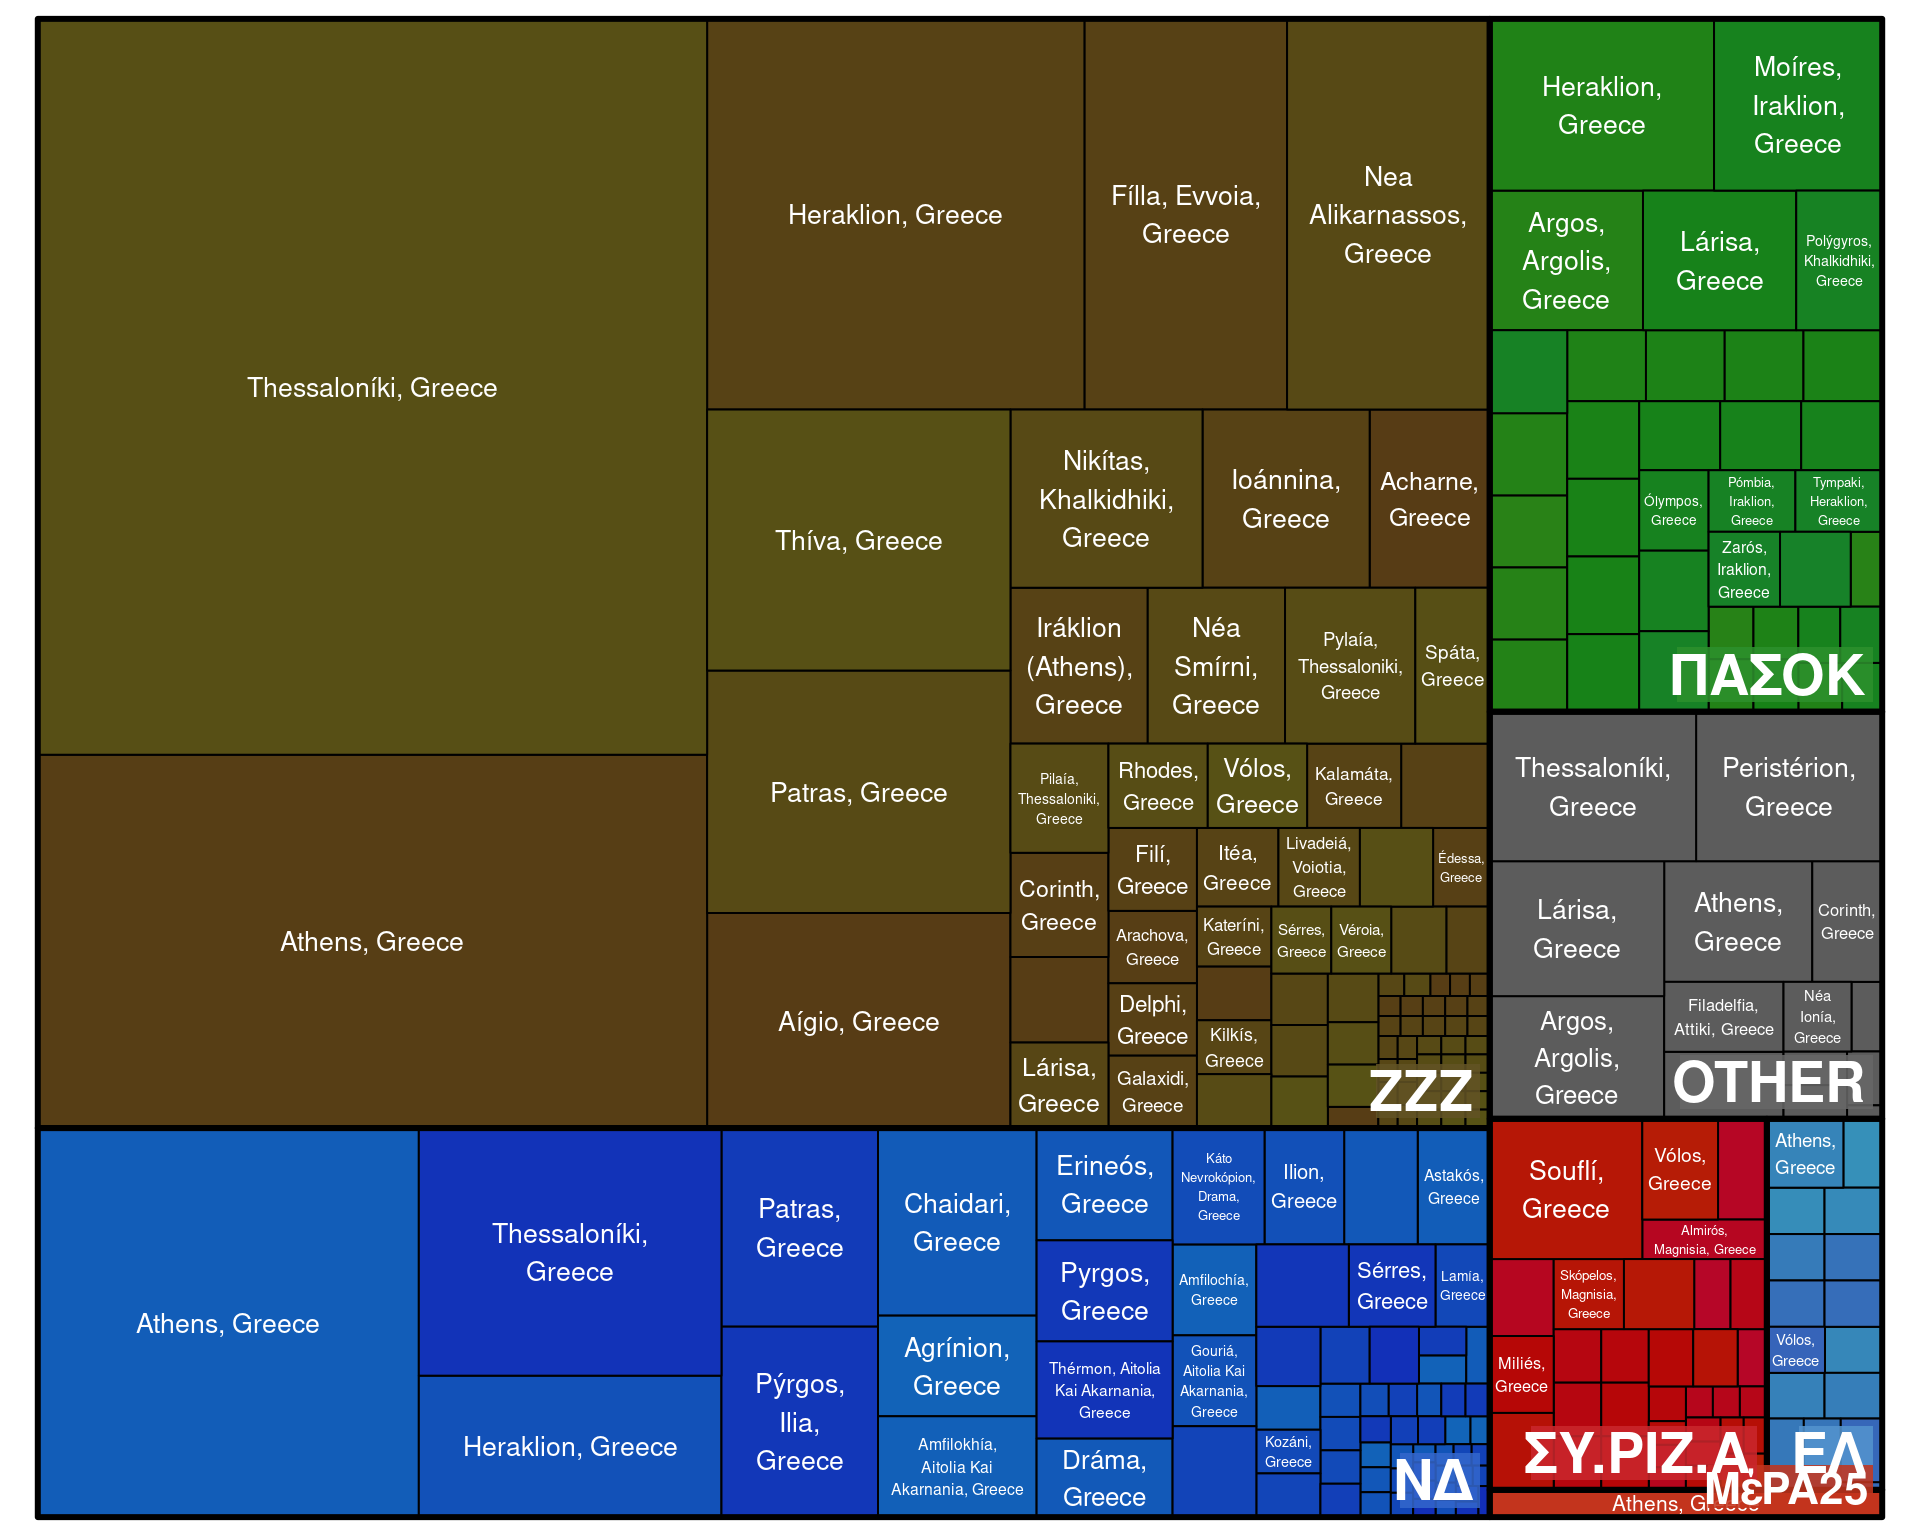 Thessaloníki, Greece
Athens, Greece
Heraklion, Greece
Fílla, Evvoia,
Greece
Nea
Alikarnassos,
Greece
Thíva, Greece
Patras, Greece
Aígio, Greece
Nikítas,
Khalkidhiki,
Greece
Ioánnina,
Greece
Acharne,
Greece
Iráklion
(Athens),
Greece
Néa
Smírni,
Greece
Pylaía,
Thessaloniki,
Greece
Spáta,
Greece
Pilaía,
Thessaloniki,
Greece
Rhodes,
Greece
Vólos,
Greece
Kalamáta,
Greece
Corinth,
Greece
Filí,
Greece
Itéa,
Greece
Livadeiá,
Voiotia,
Greece
Édessa,
Greece
Arachova,
Greece
Kateríni,
Greece
Sérres,
Greece
Véroia,
Greece
Delphi,
Greece
Kilkís,
Greece
Lárisa,
Greece
Galaxidi,
Greece
ZZZ
Heraklion,
Greece
Moíres,
Iraklion,
Greece
Argos,
Argolis,
Greece
Lárisa,
Greece
Polýgyros,
Khalkidhiki,
Greece
Ólympos,
Greece
Pómbia,
Iraklion,
Greece
Tympaki,
Heraklion,
Greece
Zarós,
Iraklion,
Greece
ΠΑΣΟΚ
Thessaloníki,
Greece
Peristérion,
Greece
Lárisa,
Greece
Athens,
Greece
Corinth,
Greece
Argos,
Argolis,
Greece
Filadelfia,
Attiki, Greece
Néa
Ionía,
Greece
OTHER
Athens, Greece
Thessaloníki,
Greece
Heraklion, Greece
Patras,
Greece
Pýrgos,
Ilia,
Greece
Chaidari,
Greece
Agrínion,
Greece
Amfilokhía,
Aitolia Kai
Akarnania, Greece
Erineós,
Greece
Pyrgos,
Greece
Thérmon, Aitolia
Kai Akarnania,
Greece
Dráma,
Greece
Káto
Nevrokópion,
Drama,
Greece
Ilion,
Greece
Astakós,
Greece
Amfilochía,
Greece
Sérres,
Greece
Lamía,
Greece
Gouriá,
Aitolia Kai
Akarnania,
Greece
Kozáni,
Greece
ΝΔ
Souflí,
Greece
Vólos,
Greece
Almirós,
Magnisia, Greece
Skópelos,
Magnisia,
Greece
Miliés,
Greece
ΣΥ.ΡΙΖ.Α
Athens,
Greece
Vólos,
Greece
ΕΛ
Athens, Greece
ΜέΡΑ25